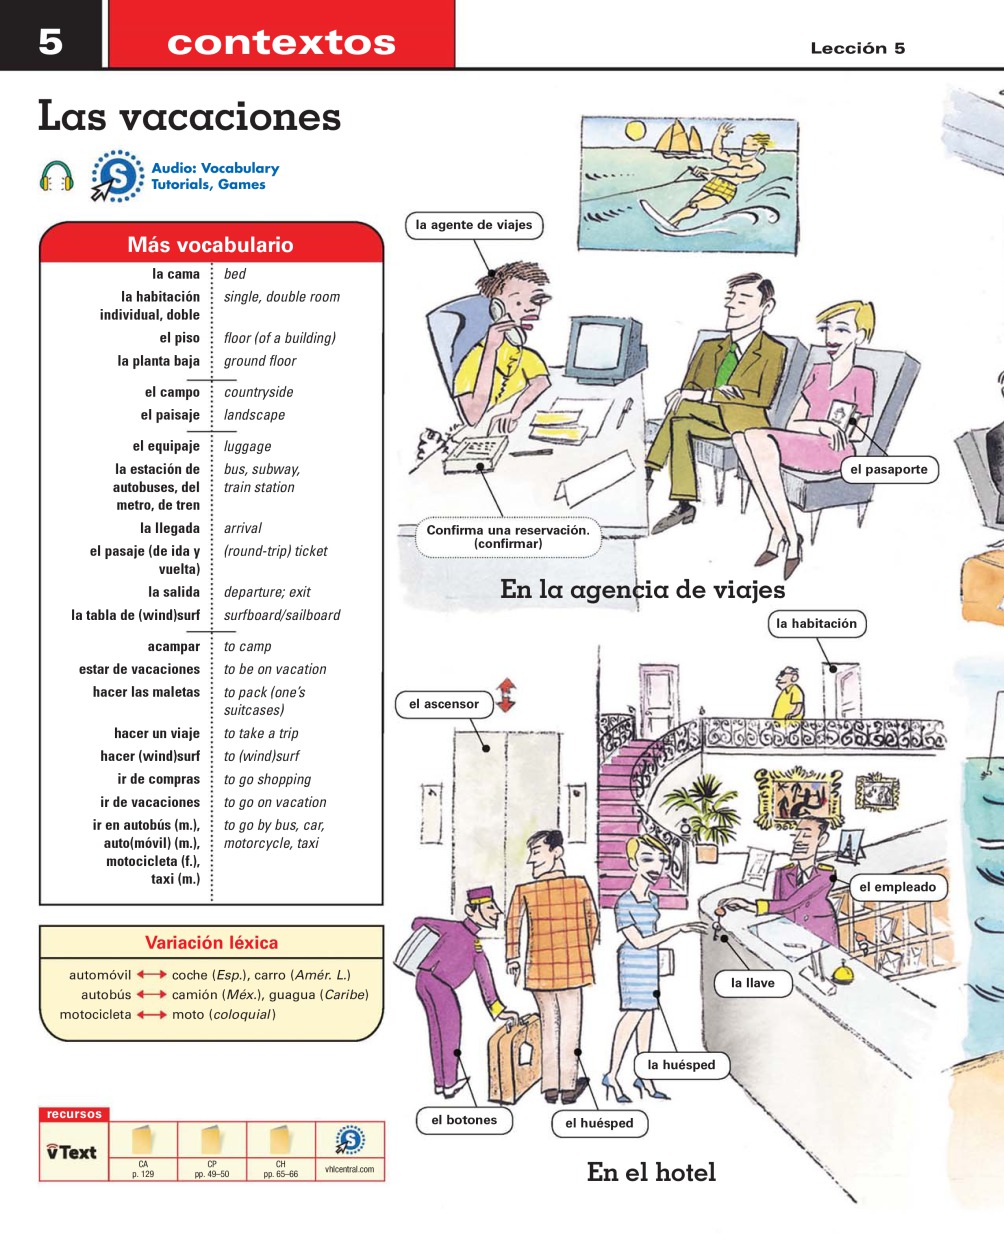 5
contextos
Lección 5
Las vacaciones
S
Audio: Vocabulary
Tutorials, Games
Más vocabulario
la cama bed
la habitación single, double room
individual, doble
el piso floor (of a building)
la planta baja ground floor
el campo countryside
el paisaje landscape
el equipaje luggage
la estación de bus, subway,
autobuses, del train station
metro, de tren
la llegada arrival
el pasaje (de ida y (round-trip) ticket
vuelta)
la salida departure; exit
la tabla de (wind)surf surfboard/sailboard
acampar to camp
estar de vacaciones to be on vacation
hacer las maletas to pack (one's
suitcases)
hacer un viaje to take a trip
hacer (wind)surf to (wind)surf
ir de compras to go shopping
ir de vacaciones to go on vacation
ir en autobús (m.), to go by bus, car,
auto(móvil) (m.), motorcycle, taxi
motocicleta (f.),
taxi (m.)
Variación léxica
automóvil ↔ coche (Esp.), carro (Amér. L.)
autobús ↔ camión (Méx.), guagua (Caribe)
motocicleta ↔ moto (coloquial)
recursos
vText
CA
p. 129
CP
pp. 49–50
CH
pp. 65–66
S
vhlcentral.com
la agente de viajes
el pasaporte
Confirma una reservación.
(confirmar)
En la agencia de viajes
la habitación
el ascensor
el empleado
la llave
la huésped
el botones
el huésped
En el hotel